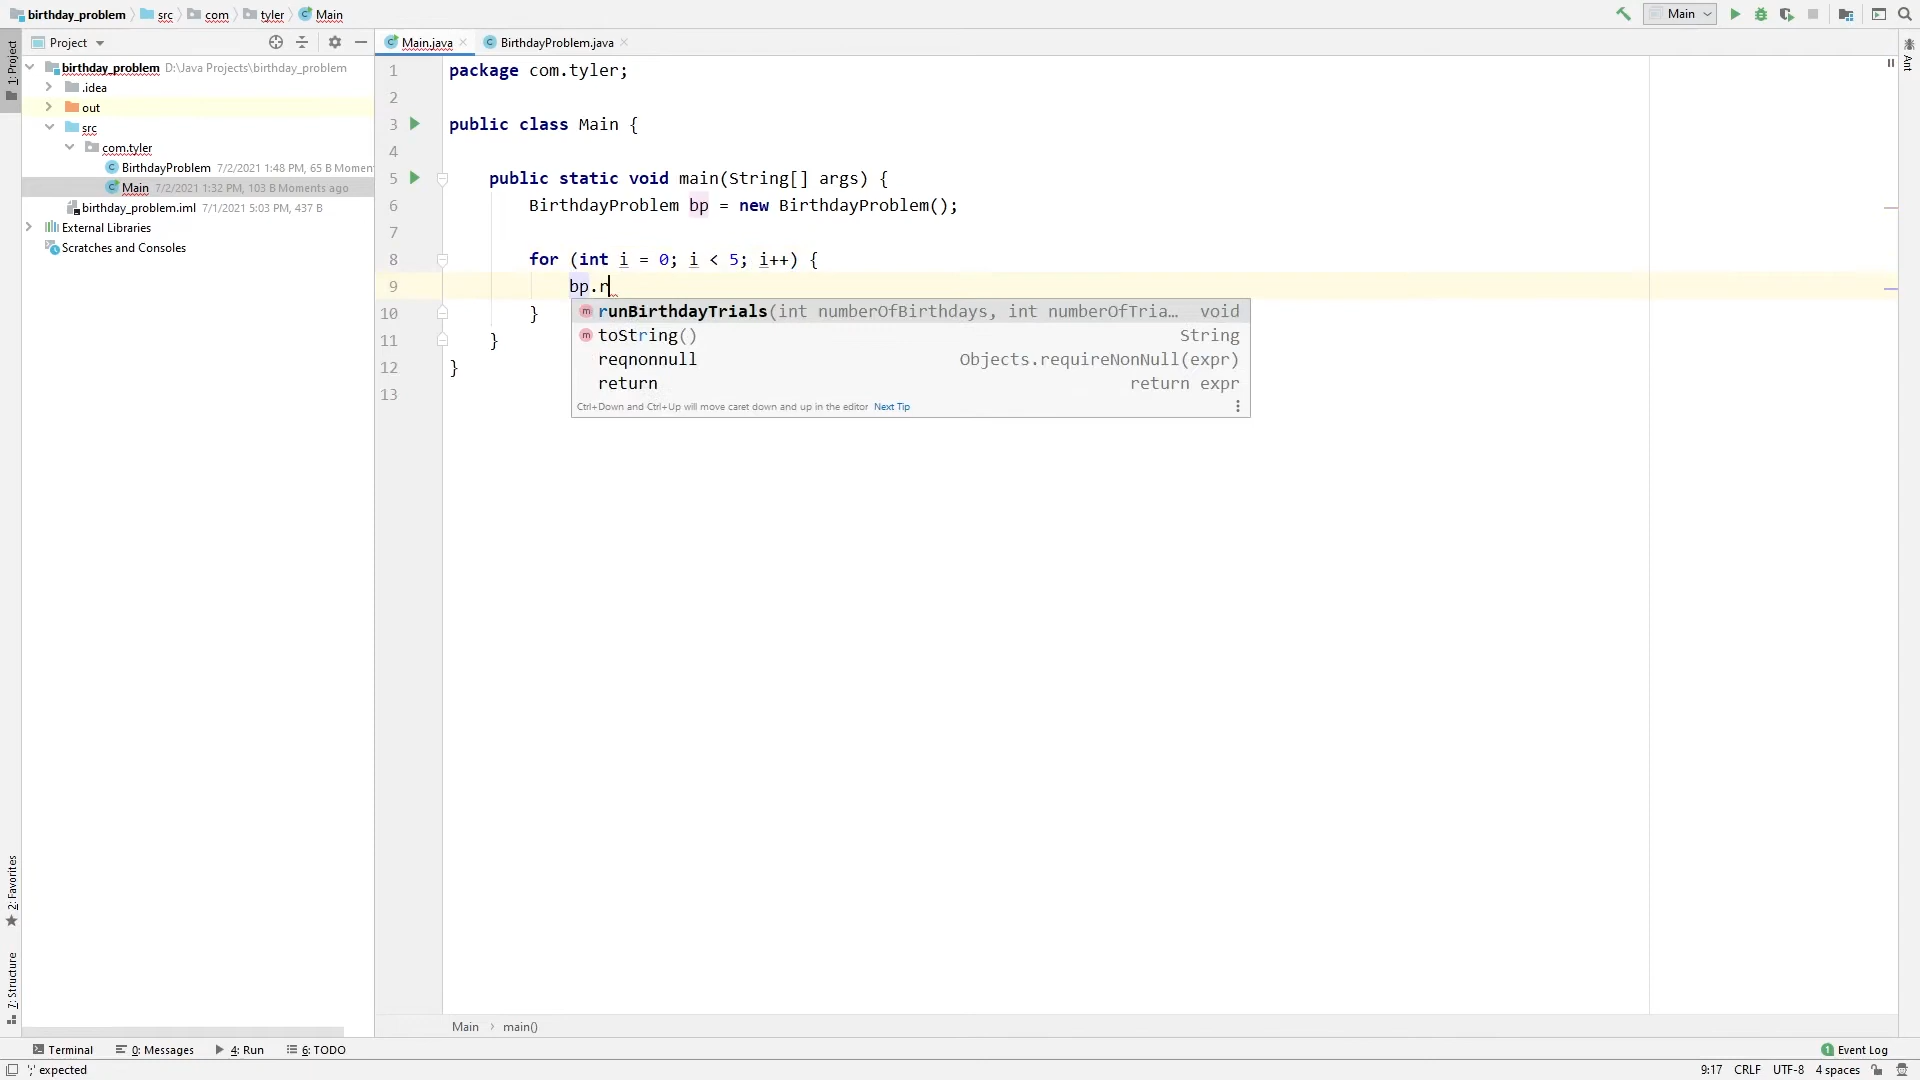 birthday_problem src com tyler Main
Main
1: Project
Project
Main.java BirthdayProblem.java
Ant
birthday_problem D:\Java Projects\birthday_problem
.idea
out
src
com.tyler
BirthdayProblem 7/2/2021 1:48 PM, 65 B Momen
Main 7/2/2021 1:32 PM, 103 B Moments ago
birthday_problem.iml 7/1/2021 5:03 PM, 437 B
External Libraries
Scratches and Consoles
1 package com.tyler;
2
3 public class Main {
4
5 public static void main(String[] args) {
6 BirthdayProblem bp = new BirthdayProblem();
7
8 for (int i = 0; i < 5; i++) {
9 bp.r
10 }
11 }
12 }
13
runBirthdayTrials(int numberOfBirthdays, int numberOfTria… void
toString() String
reqnonnull Objects.requireNonNull(expr)
return return expr
Ctrl+Down and Ctrl+Up will move caret down and up in the editor Next Tip
2: Favorites
7: Structure
Main main()
Terminal 0: Messages 4: Run 6: TODO 1 Event Log
';' expected 9:17 CRLF UTF-8 4 spaces